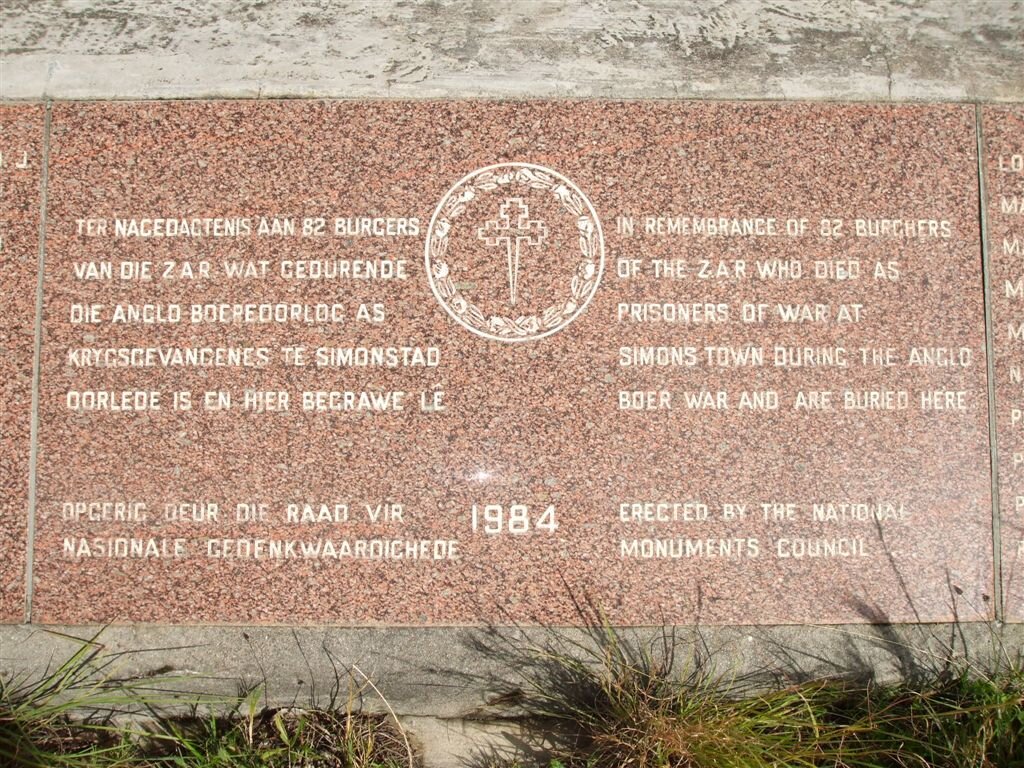 TER NAGEDAGTENIS AAN 82 BURGERS
VAN DIE Z.A.R. WAT GEDURENDE
DIE ANGLO BOEREOORLOG AS
KRYGSGEVANGENES TE SIMONSTAD
OORLEDE IS EN HIER BEGRAWE LÊ
OPGERIG DEUR DIE RAAD VIR
NASIONALE GEDENKWAARDIGHEDE
1984
IN REMEMBRANCE OF 82 BURGHERS
OF THE Z.A.R WHO DIED AS
PRISONERS OF WAR AT
SIMONS TOWN DURING THE ANGLO
BOER WAR AND ARE BURIED HERE
ERECTED BY THE NATIONAL
MONUMENTS COUNCIL